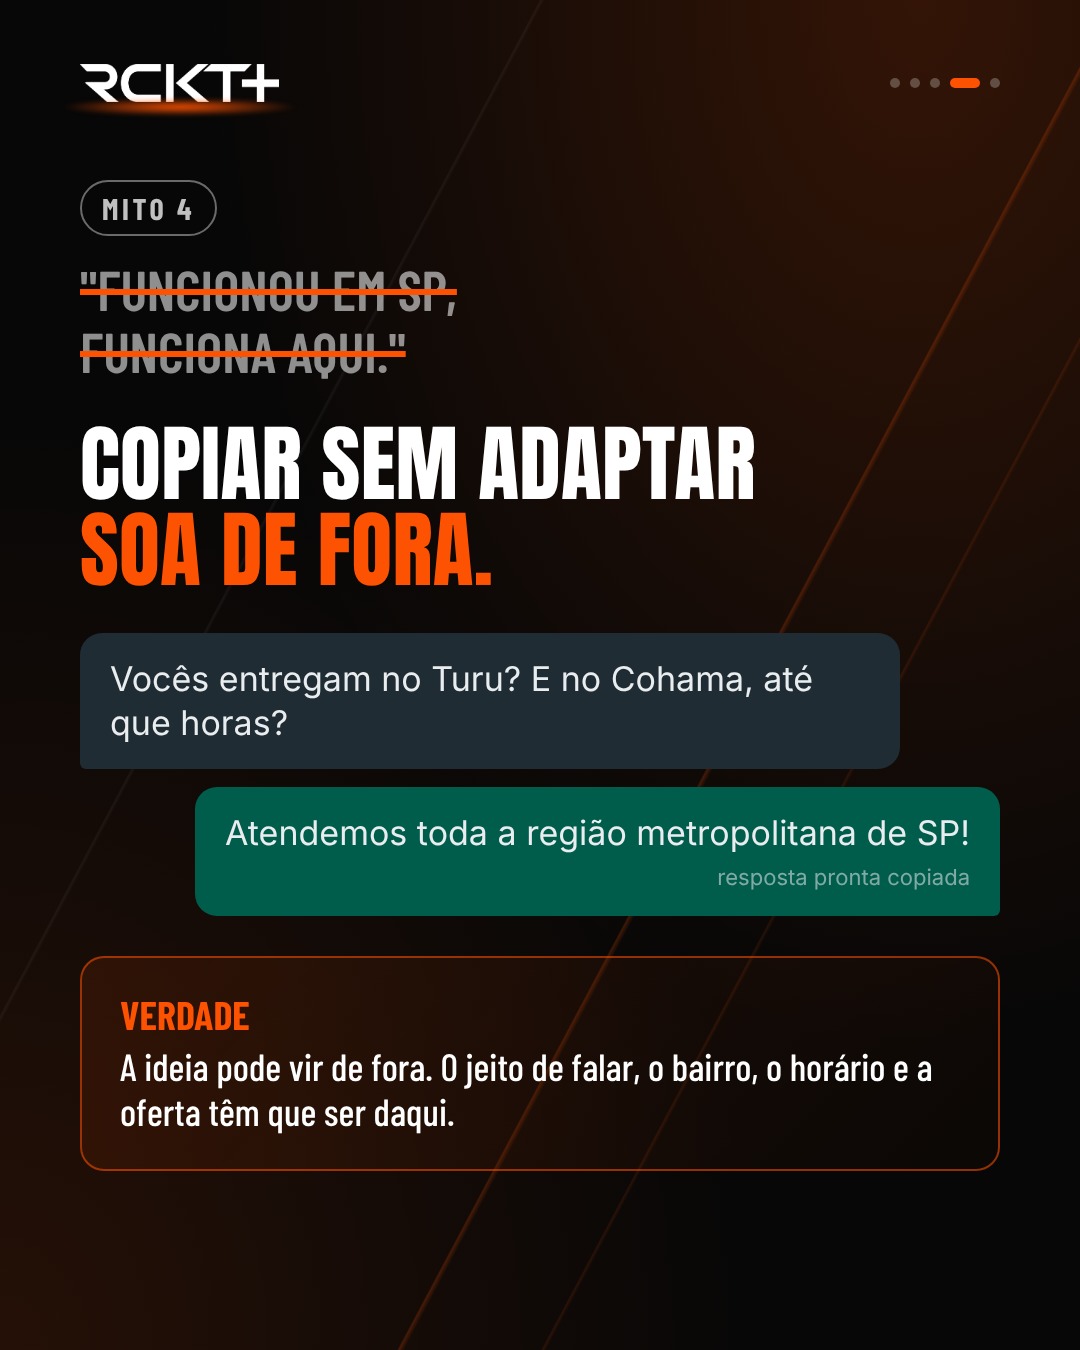 RCKT+
MITO 4
"FUNCIONOU EM SP,
FUNCIONA AQUI."
COPIAR SEM ADAPTAR
SOA DE FORA.
Vocês entregam no Turu? E no Cohama, até
que horas?
Atendemos toda a região metropolitana de SP!
resposta pronta copiada
VERDADE
A ideia pode vir de fora. O jeito de falar, o bairro, o horário e a
oferta têm que ser daqui.